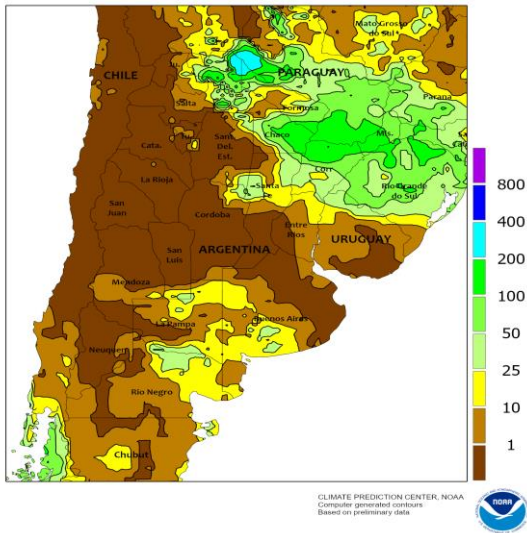 Mato Grosso
do Sul
CHILE
Ju.
PARAGUAY
Salta
Formosa
Parana
Tuc.
Chaco
Mis.
Cata.
Sant.
Del.
Est.
Corr.
La Rioja
Santa
Rio Grande
do Sul
San
Juan
Cordoba
Entre
Rios
URUGUAY
San
Luis
ARGENTINA
Mendoza
La Pampa
Buenos Aires
Neuquen
Rio Negro
Chubut
800
400
200
100
50
25
10
1
CLIMATE PREDICTION CENTER, NOAA
Computer generated contours
Based on preliminary data
NOAA